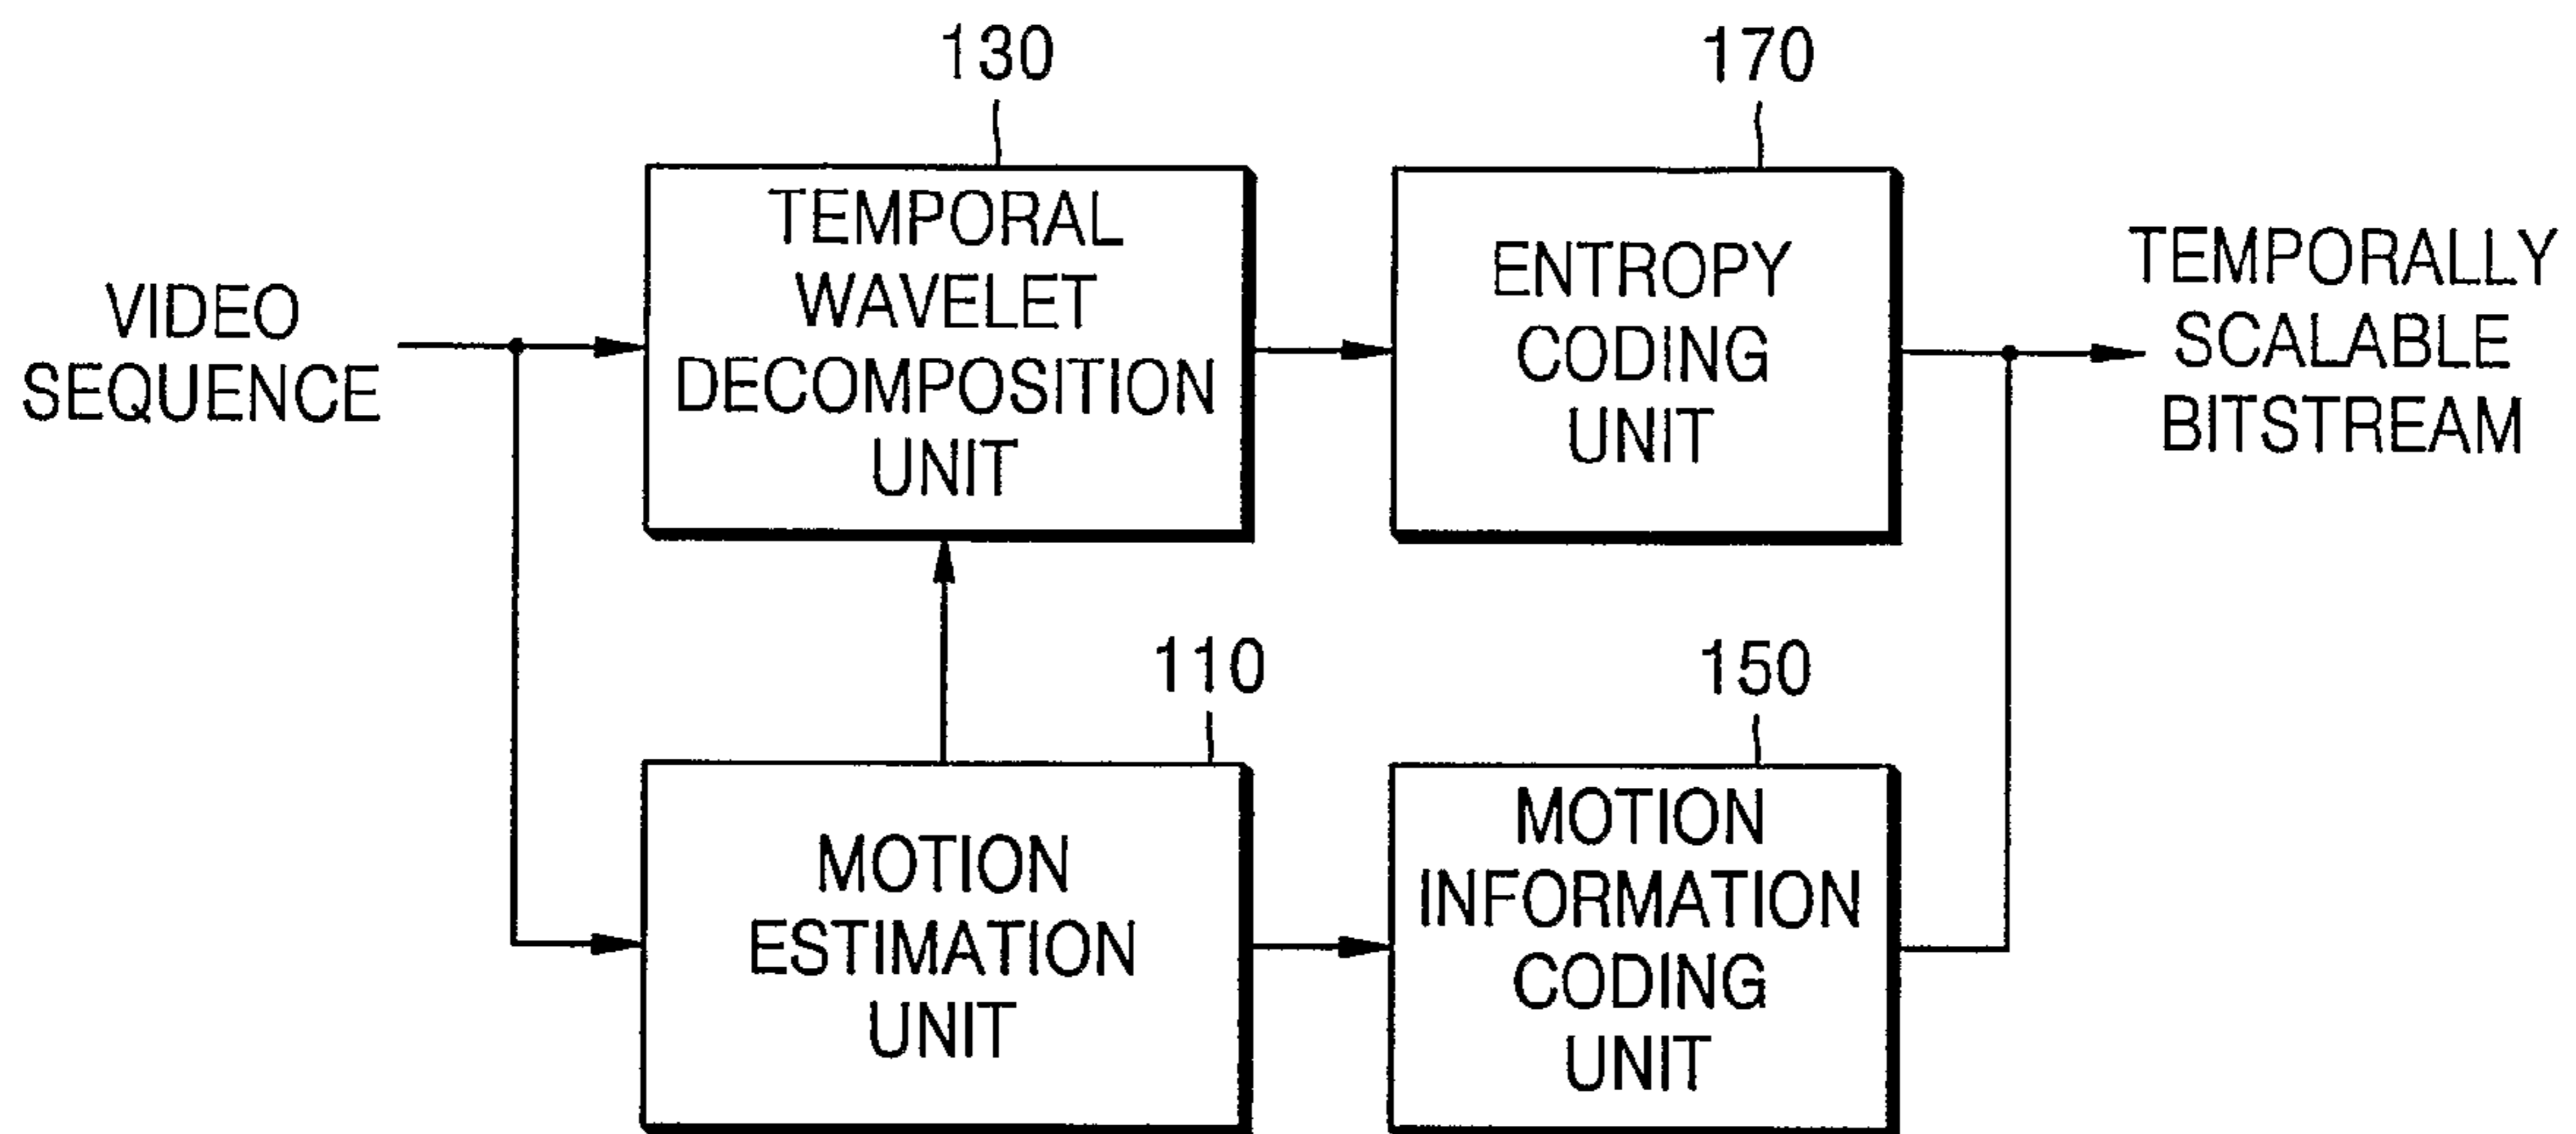 130
170
VIDEO
SEQUENCE
TEMPORAL
WAVELET
DECOMPOSITION
UNIT
ENTROPY
CODING
UNIT
TEMPORALLY
SCALABLE
BITSTREAM
110
150
MOTION
ESTIMATION
UNIT
MOTION
INFORMATION
CODING
UNIT